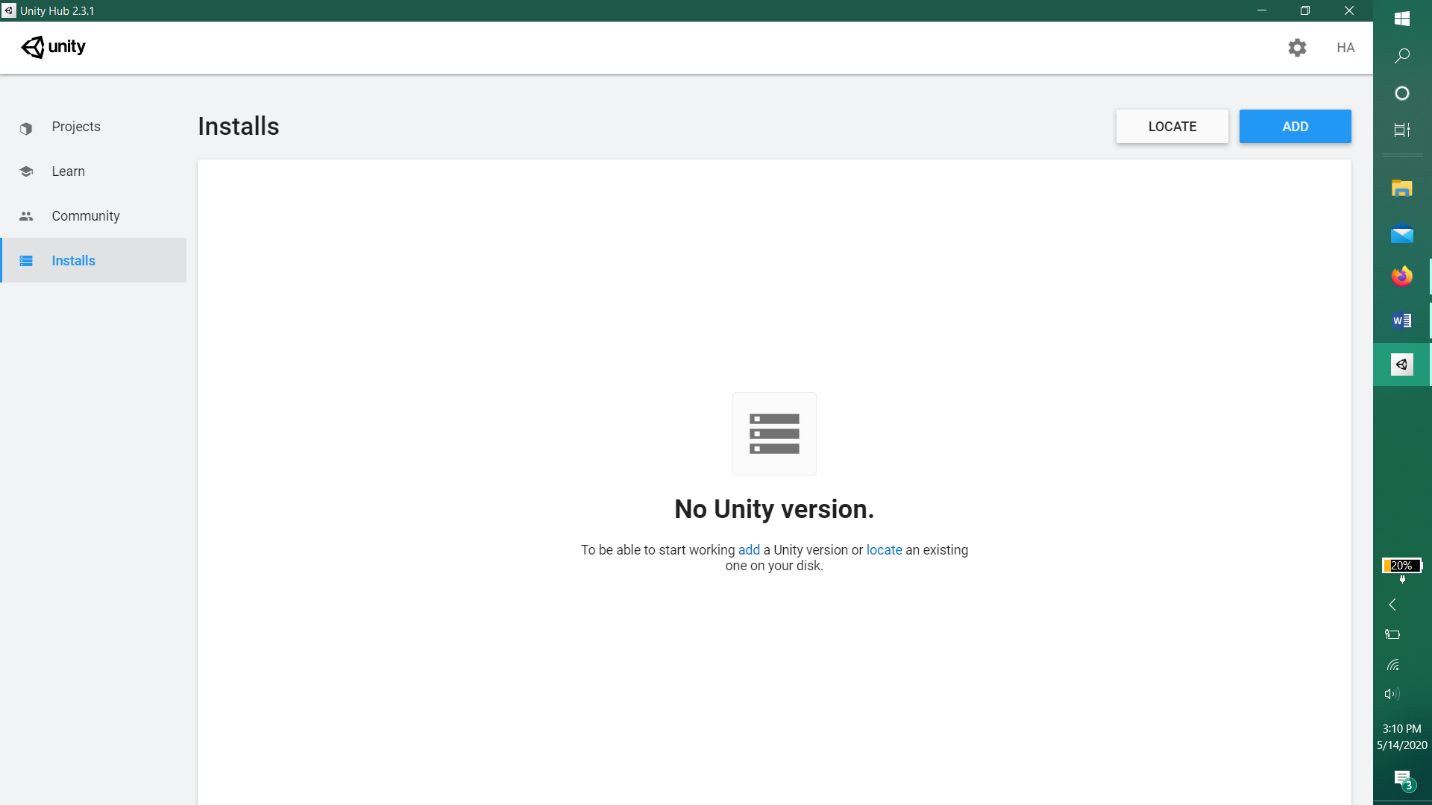 Unity Hub 2.3.1
unity
HA
Projects
Learn
Community
Installs
Installs
LOCATE
ADD
No Unity version.
To be able to start working add a Unity version or locate an existing
one on your disk.
W
20%
3:10 PM
5/14/2020
3